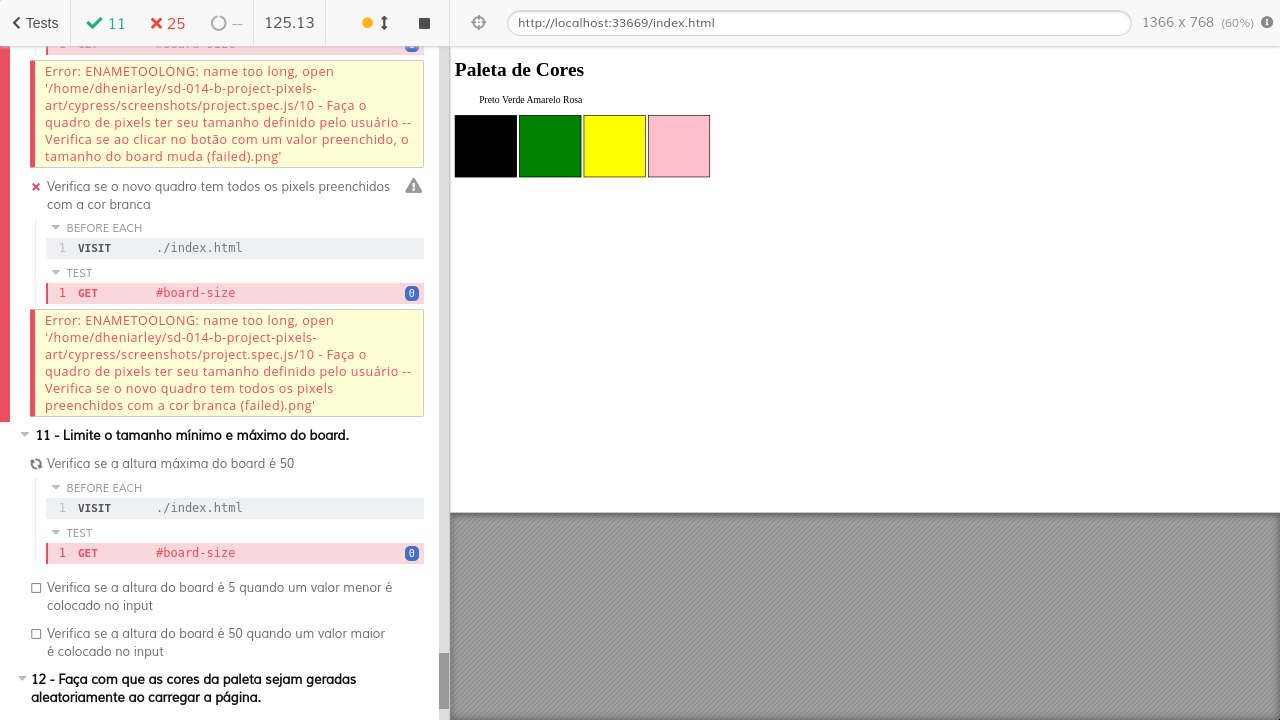 Tests 11 25 -- 125.13 http://localhost:33669/index.html 1366 x 768 (60%)
1 GET #board-size 0
Error: ENAMETOOLONG: name too long, open
'/home/dheniarley/sd-014-b-project-pixels-
art/cypress/screenshots/project.spec.js/10 - Faça o
quadro de pixels ter seu tamanho definido pelo usuário --
Verifica se ao clicar no botão com um valor preenchido, o
tamanho do board muda (failed).png'
Verifica se o novo quadro tem todos os pixels preenchidos
com a cor branca
BEFORE EACH
1 VISIT ./index.html
TEST
1 GET #board-size 0
Error: ENAMETOOLONG: name too long, open
'/home/dheniarley/sd-014-b-project-pixels-
art/cypress/screenshots/project.spec.js/10 - Faça o
quadro de pixels ter seu tamanho definido pelo usuário --
Verifica se o novo quadro tem todos os pixels
preenchidos com a cor branca (failed).png'
11 - Limite o tamanho mínimo e máximo do board.
Verifica se a altura máxima do board é 50
BEFORE EACH
1 VISIT ./index.html
TEST
1 GET #board-size 0
Verifica se a altura do board é 5 quando um valor menor é
colocado no input
Verifica se a altura do board é 50 quando um valor maior
é colocado no input
12 - Faça com que as cores da paleta sejam geradas
aleatoriamente ao carregar a página.
Paleta de Cores
Preto Verde Amarelo Rosa